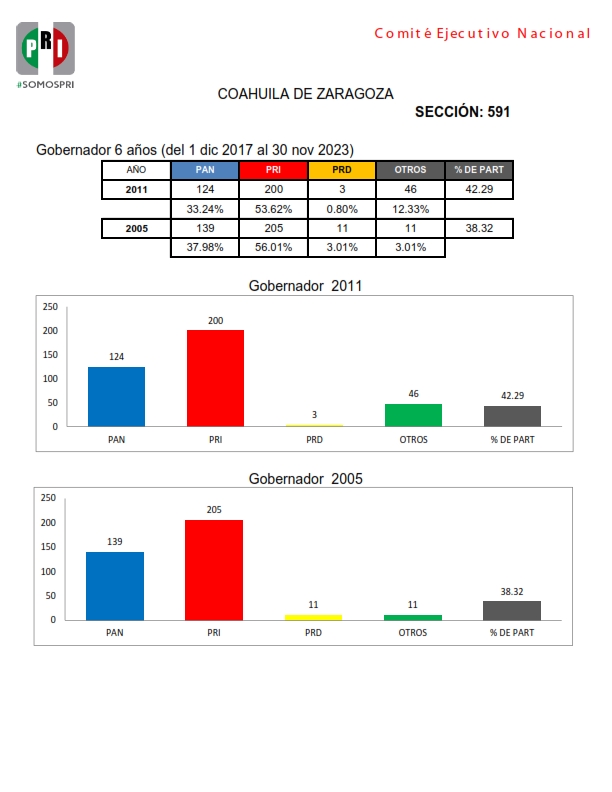 Comité Ejecutivo Nacional
PRI
#SOMOSPRI
COAHUILA DE ZARAGOZA
SECCIÓN: 591
Gobernador 6 años (del 1 dic 2017 al 30 nov 2023)
AÑO PAN PRI PRD OTROS % DE PART
2011 124 200 3 46 42.29
33.24% 53.62% 0.80% 12.33%
2005 139 205 11 11 38.32
37.98% 56.01% 3.01% 3.01%
Gobernador 2011
250
200
150
100
50
0
124
200
3
46
42.29
PAN PRI PRD OTROS % DE PART
Gobernador 2005
250
200
150
100
50
0
139
205
11
11
38.32
PAN PRI PRD OTROS % DE PART